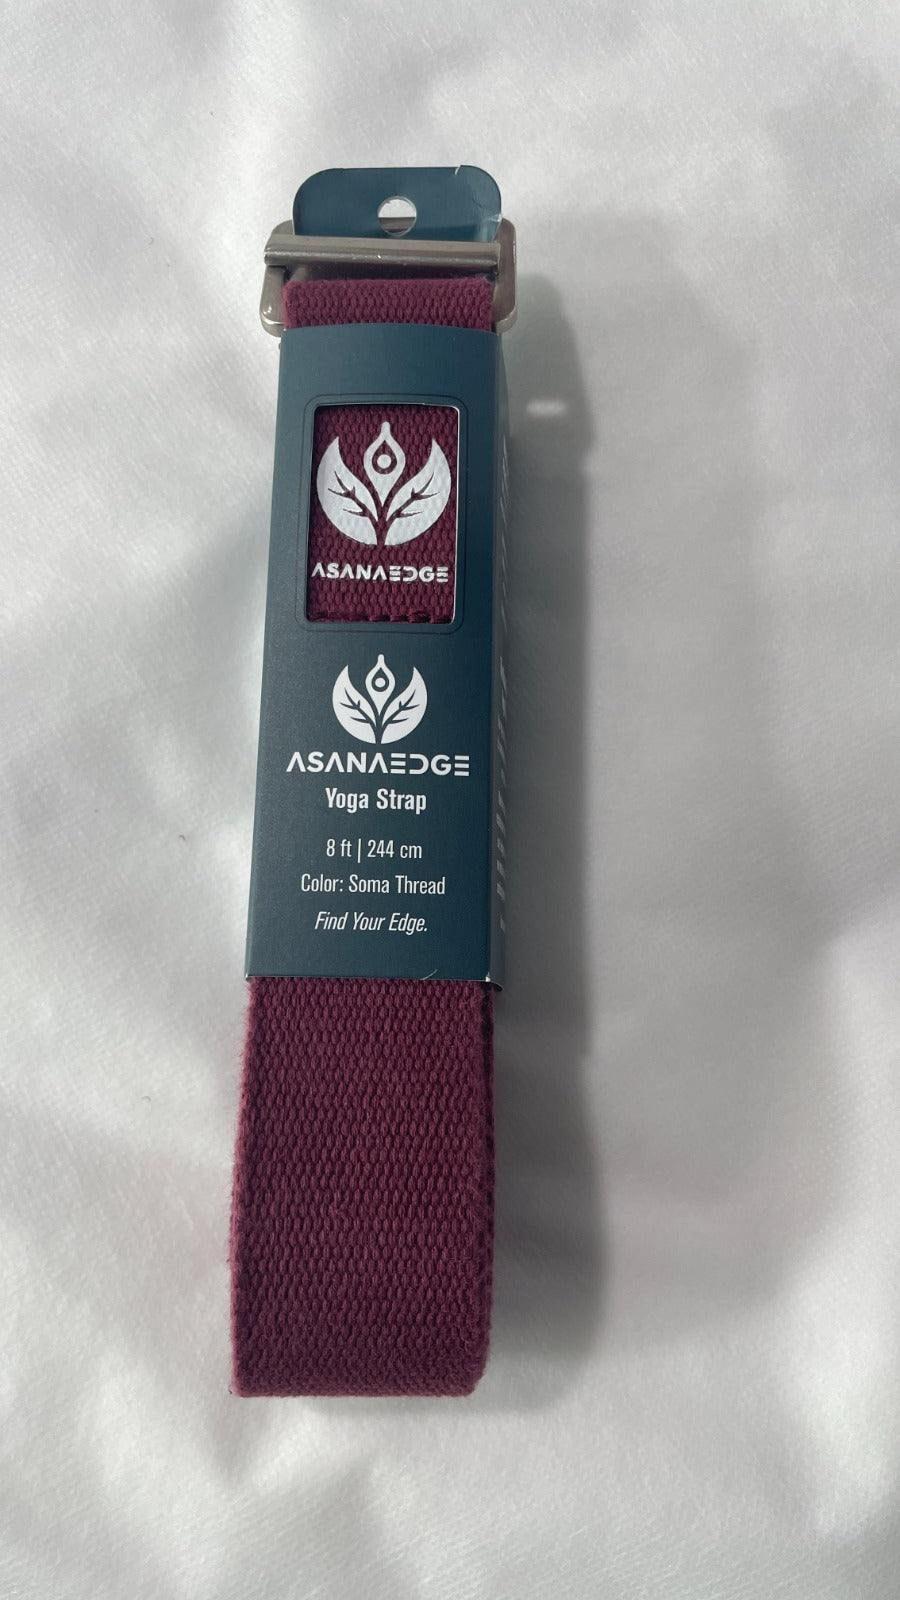 ASANAEDGE
ASANAEDGE
Yoga Strap
8 ft | 244 cm
Color: Soma Thread
Find Your Edge.